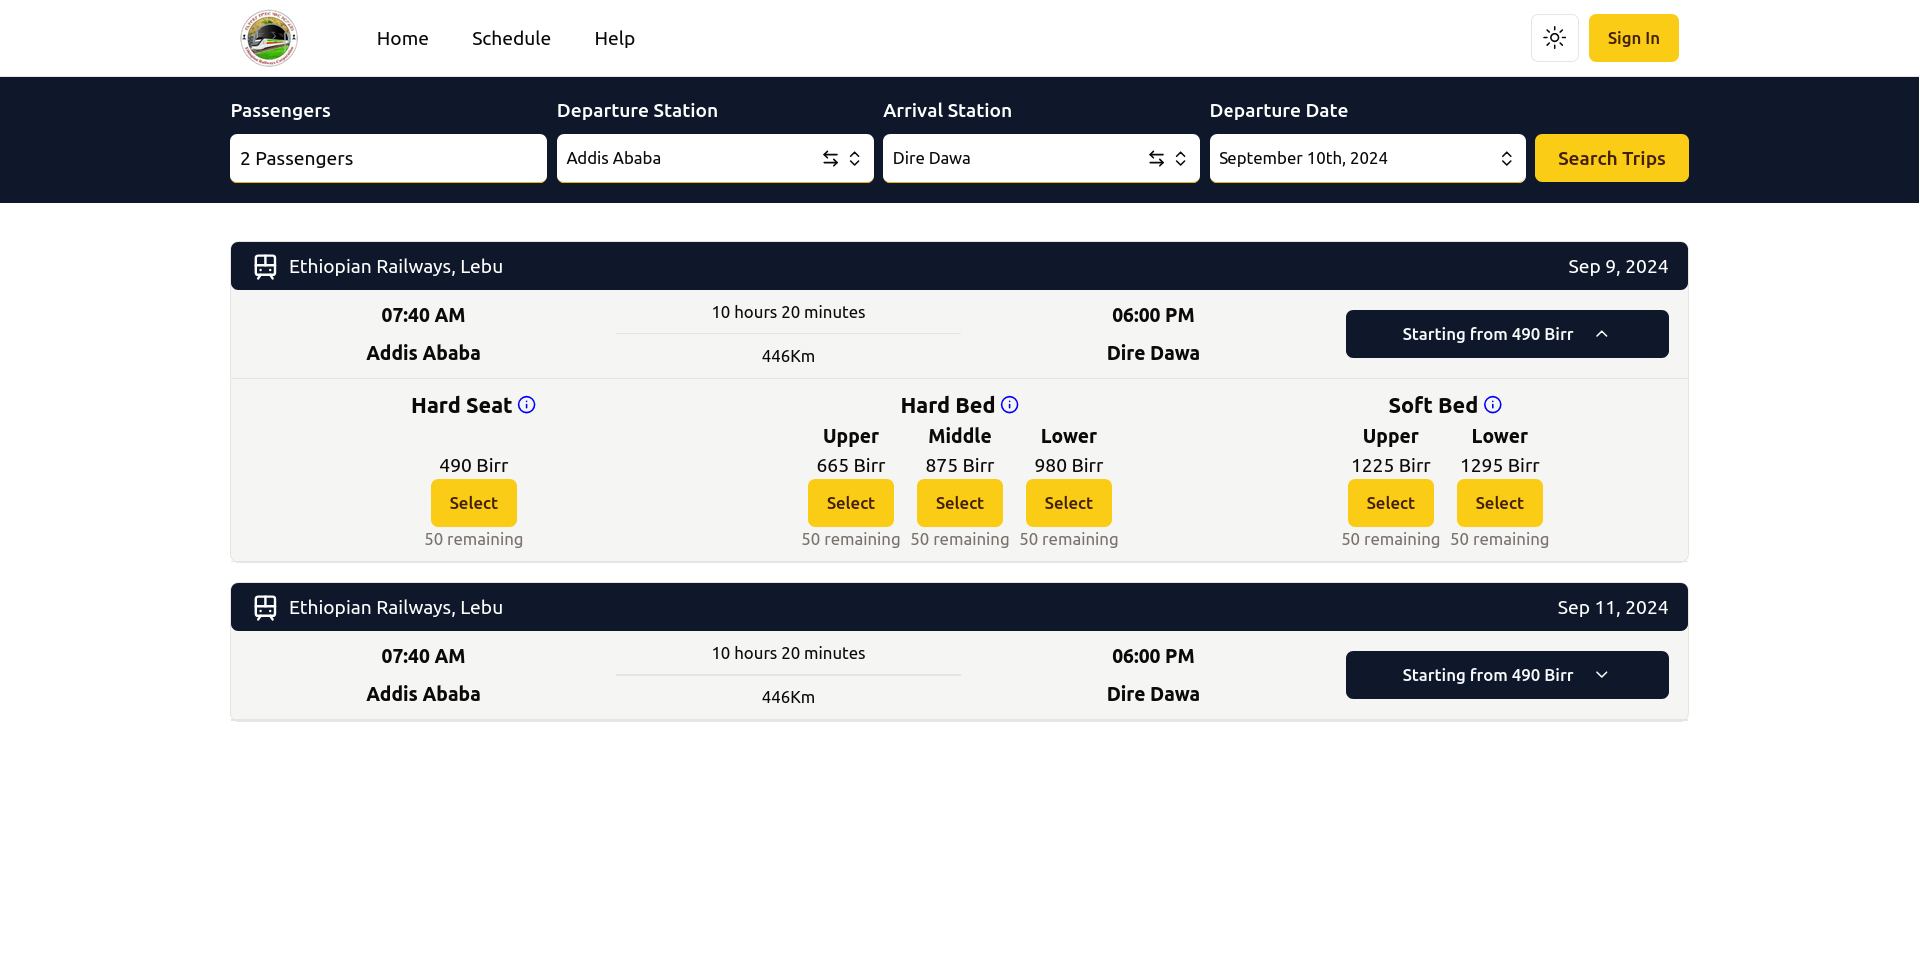 Home Schedule Help Sign In
Passengers Departure Station Arrival Station Departure Date
2 Passengers Addis Ababa Dire Dawa September 10th, 2024 Search Trips
Ethiopian Railways, Lebu Sep 9, 2024
07:40 AM 10 hours 20 minutes 06:00 PM
Starting from 490 Birr
Addis Ababa 446Km Dire Dawa
Hard Seat Hard Bed Soft Bed
Upper Middle Lower Upper Lower
490 Birr 665 Birr 875 Birr 980 Birr 1225 Birr 1295 Birr
Select Select Select Select Select Select
50 remaining 50 remaining 50 remaining 50 remaining 50 remaining 50 remaining
Ethiopian Railways, Lebu Sep 11, 2024
07:40 AM 10 hours 20 minutes 06:00 PM
Starting from 490 Birr
Addis Ababa 446Km Dire Dawa